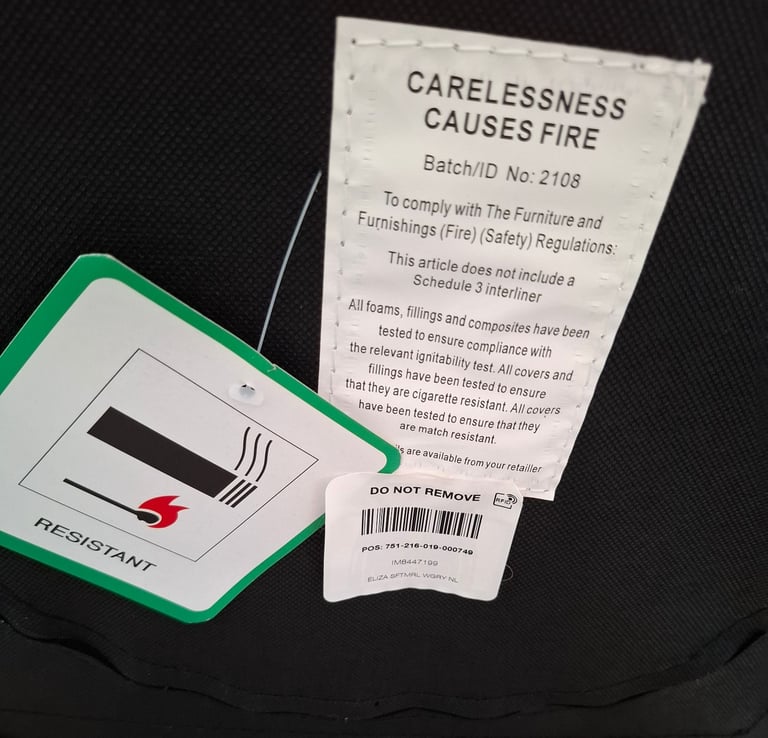 CARELESSNESS
CAUSES FIRE
Batch/ID No: 2108
To comply with The Furniture and
Furnishings (Fire) (Safety) Regulations:
This article does not include a
Schedule 3 interliner
All foams, fillings and composites have been
tested to ensure compliance with
the relevant ignitability test. All covers and
fillings have been tested to ensure
that they are cigarette resistant. All covers
have been tested to ensure that they
are match resistant.
ils are available from your retailler
RESISTANT
DO NOT REMOVE
RFID
POS: 751-216-019-000749
IM6447199
ELIZA SFTMRL WGRY NL